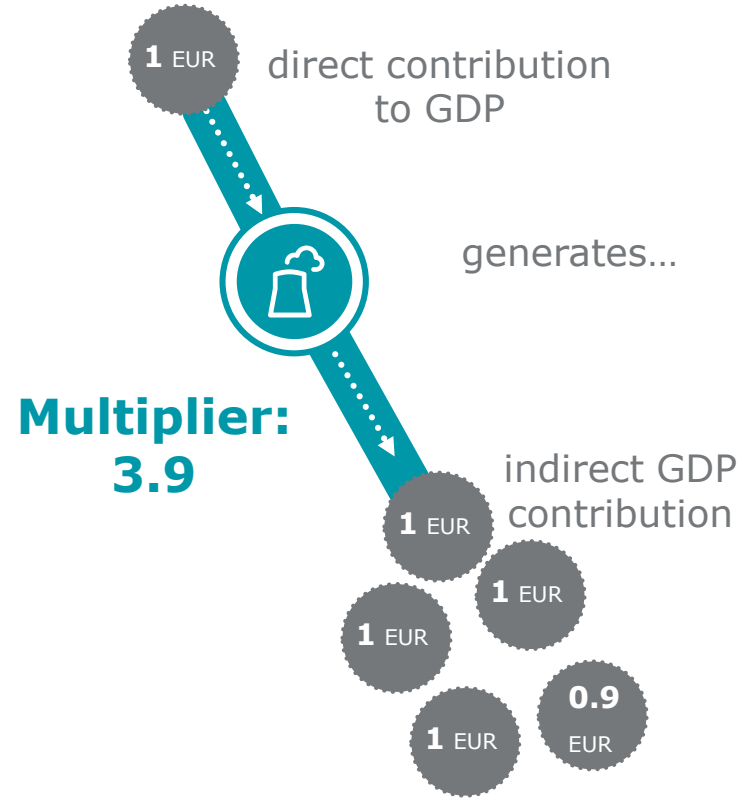 1 EUR
direct contribution
to GDP
generates...
Multiplier:
3.9
indirect GDP
contribution
1 EUR
1 EUR
1 EUR
0.9
EUR
1 EUR